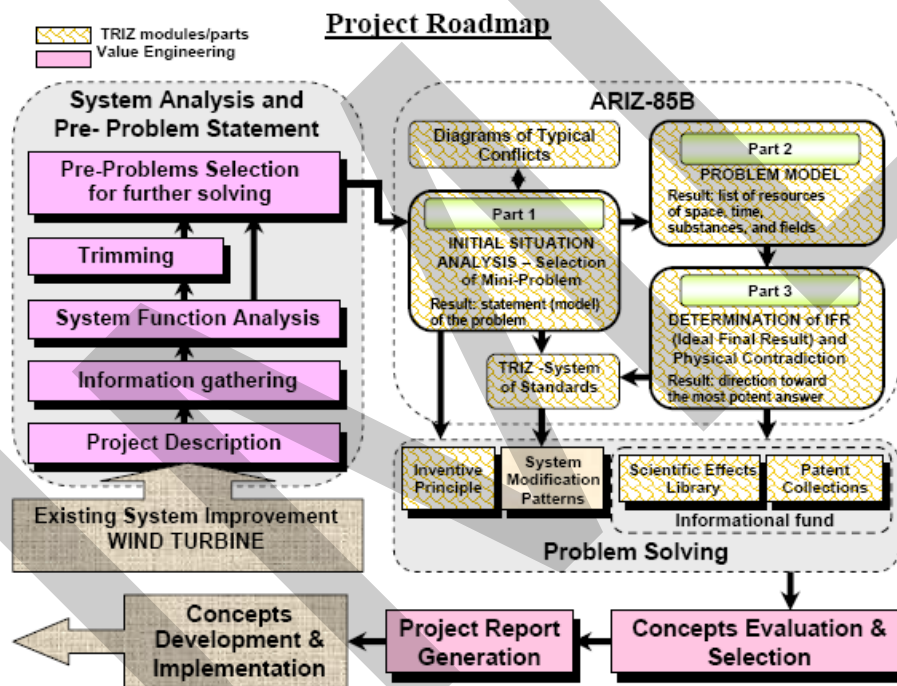 Project Roadmap
TRIZ modules/parts
Value Engineering
System Analysis and
Pre- Problem Statement
Pre-Problems Selection
for further solving
Trimming
System Function Analysis
Information gathering
Project Description
Existing System Improvement
WIND TURBINE
ARIZ-85B
Diagrams of Typical
Conflicts
Part 1
INITIAL SITUATION
ANALYSIS – Selection
of Mini-Problem
Result: statement (model)
of the problem
Part 2
PROBLEM MODEL
Result: list of resources
of space, time,
substances, and fields
Part 3
DETERMINATION of IFR
(Ideal Final Result) and
Physical Contradiction
Result: direction toward
the most potent answer
TRIZ -System
of Standards
Inventive
Principle
System
Modification
Patterns
Scientific Effects
Library
Patent
Collections
Informational fund
Problem Solving
Concepts
Development &
Implementation
Project Report
Generation
Concepts Evaluation &
Selection